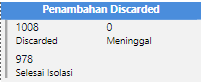 Penambahan Discarded
1008 0
Discarded Meninggal
978
Selesai Isolasi